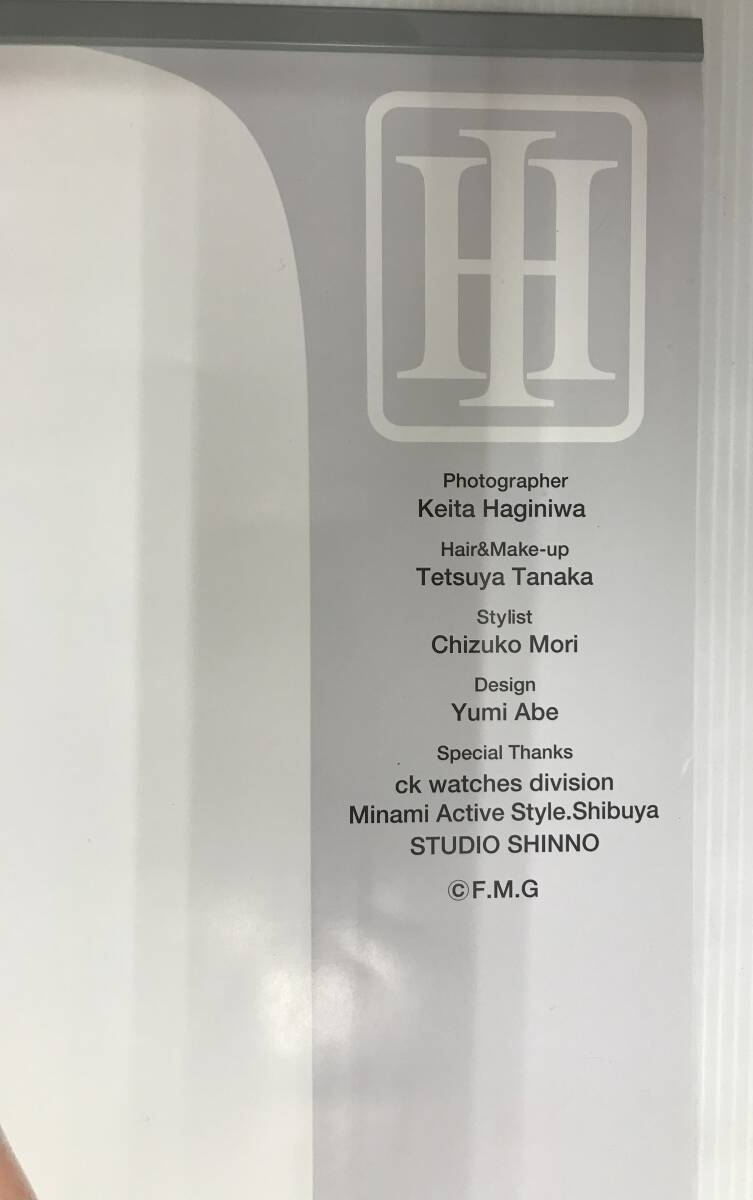 HI
Photographer
Keita Haginiwa
Hair&Make-up
Tetsuya Tanaka
Stylist
Chizuko Mori
Design
Yumi Abe
Special Thanks
ck watches division
Minami Active Style.Shibuya
STUDIO SHINNO
©F.M.G